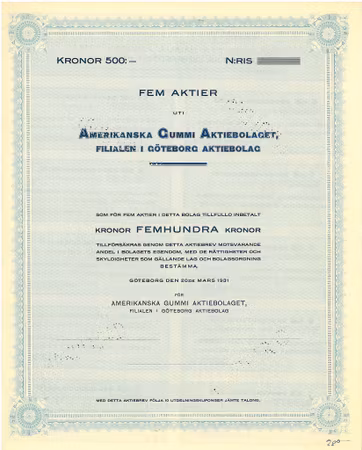 KRONOR 500:—
N:RIS
FEM AKTIER
UTI
AMERIKANSKA GUMMI AKTIEBOLAGET,
FILIALEN I GÖTEBORG AKTIEBOLAG
SOM FÖR FEM AKTIER I DETTA BOLAG TILLFULLO INBETALT
KRONOR FEMHUNDRA KRONOR
TILLFÖRSÄKRAS GENOM DETTA AKTIEBREV MOTSVARANDE
ANDEL I BOLAGETS EGENDOM, MED DE RÄTTIGHETER OCH
SKYLDIGHETER SOM GÄLLANDE LAG OCH BOLAGSORDNING
BESTÄMMA.
GÖTEBORG DEN 20DE MARS 1931
FÖR
AMERIKANSKA GUMMI AKTIEBOLAGET,
FILIALEN I GÖTEBORG AKTIEBOLAG
MED DETTA AKTIEBREV FÖLJA 10 UTDELNINGSKUPONGER JÄMTE TALONG.